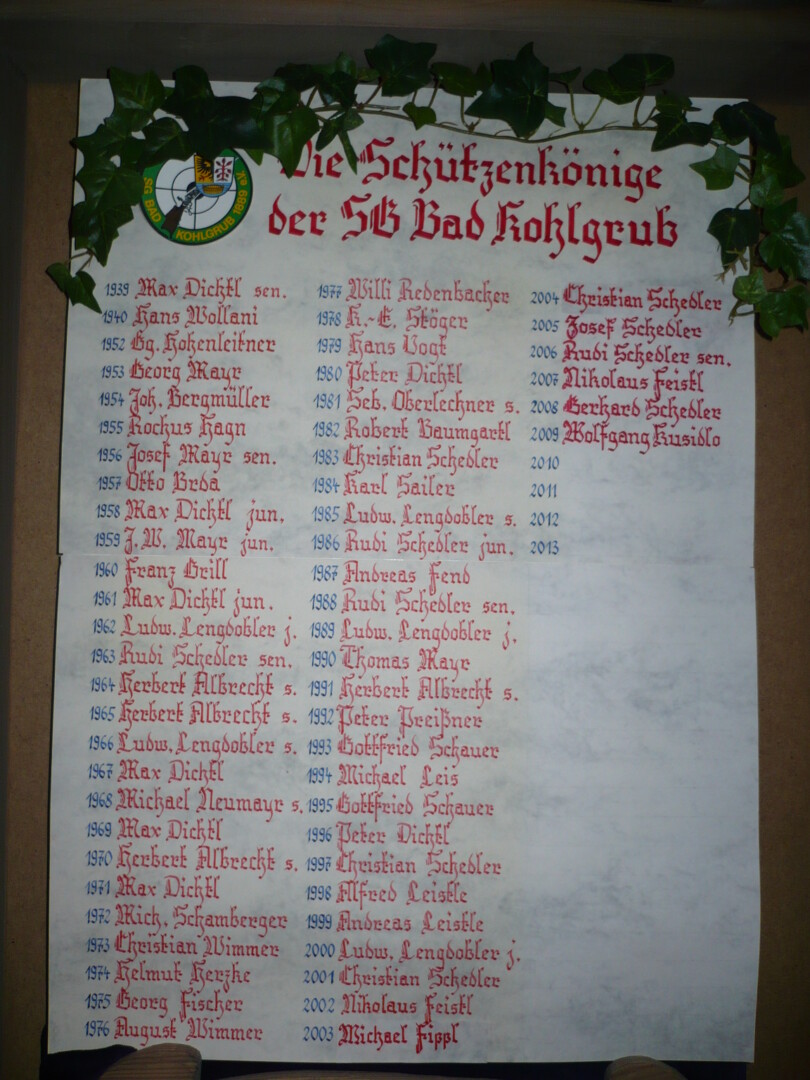 Die Schützenkönige
der SG Bad Kohlgrub
SG BAD KOHLGRUB 1889 e.V.
1939 Max Dichtl sen.
1940 Hans Wollani
1952 Gg. Hohenleitner
1953 Georg Mayr
1954 Joh. Bergmüller
1955 Rochus Hagn
1956 Josef Mayr sen.
1957 Otto Brda
1958 Max Dichtl jun.
1959 J.W. Mayr jun.
1960 Franz Grill
1961 Max Dichtl jun.
1962 Ludw. Lengdobler j.
1963 Rudi Schedler sen.
1964 Herbert Albrecht s.
1965 Herbert Albrecht s.
1966 Ludw. Lengdobler s.
1967 Max Dichtl
1968 Michael Neumayr s.
1969 Max Dichtl
1970 Herbert Albrecht s.
1971 Max Dichtl
1972 Mich. Schamberger
1973 Christian Wimmer
1974 Helmut Herzke
1975 Georg Fischer
1976 August Wimmer
1977 Willi Redenbacher
1978 K.-E. Stöger
1979 Hans Vogt
1980 Peter Dichtl
1981 Seb. Oberlechner s.
1982 Robert Baumgartl
1983 Christian Schedler
1984 Karl Sailer
1985 Ludw. Lengdobler s.
1986 Rudi Schedler jun.
1987 Andreas Fend
1988 Rudi Schedler sen.
1989 Ludw. Lengdobler j.
1990 Thomas Mayr
1991 Herbert Albrecht s.
1992 Peter Preißner
1993 Gottfried Schauer
1994 Michael Leis
1995 Gottfried Schauer
1996 Peter Dichtl
1997 Christian Schedler
1998 Alfred Leistle
1999 Andreas Leistle
2000 Ludw. Lengdobler j.
2001 Christian Schedler
2002 Nikolaus Feistl
2003 Michael Fippl
2004 Christian Schedler
2005 Josef Schedler
2006 Rudi Schedler sen.
2007 Nikolaus Feistl
2008 Gerhard Schedler
2009 Wolfgang Kusidlo
2010
2011
2012
2013